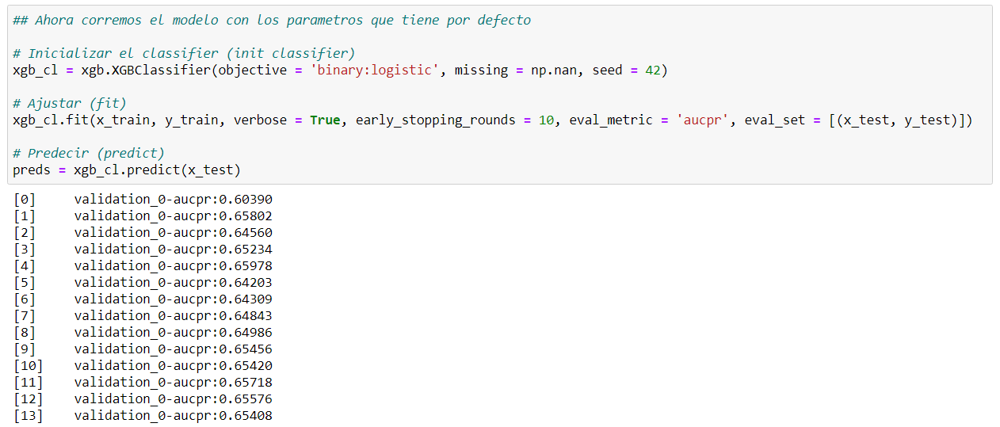 ## Ahora corremos el modelo con los parametros que tiene por defecto
# Inicializar el classifier (init classifier)
xgb_cl = xgb.XGBClassifier(objective = 'binary:logistic', missing = np.nan, seed = 42)
# Ajustar (fit)
xgb_cl.fit(x_train, y_train, verbose = True, early_stopping_rounds = 10, eval_metric = 'aucpr', eval_set = [(x_test, y_test)])
# Predecir (predict)
preds = xgb_cl.predict(x_test)
[0] validation_0-aucpr:0.60390
[1] validation_0-aucpr:0.65802
[2] validation_0-aucpr:0.64560
[3] validation_0-aucpr:0.65234
[4] validation_0-aucpr:0.65978
[5] validation_0-aucpr:0.64203
[6] validation_0-aucpr:0.64309
[7] validation_0-aucpr:0.64843
[8] validation_0-aucpr:0.64986
[9] validation_0-aucpr:0.65456
[10] validation_0-aucpr:0.65420
[11] validation_0-aucpr:0.65718
[12] validation_0-aucpr:0.65576
[13] validation_0-aucpr:0.65408